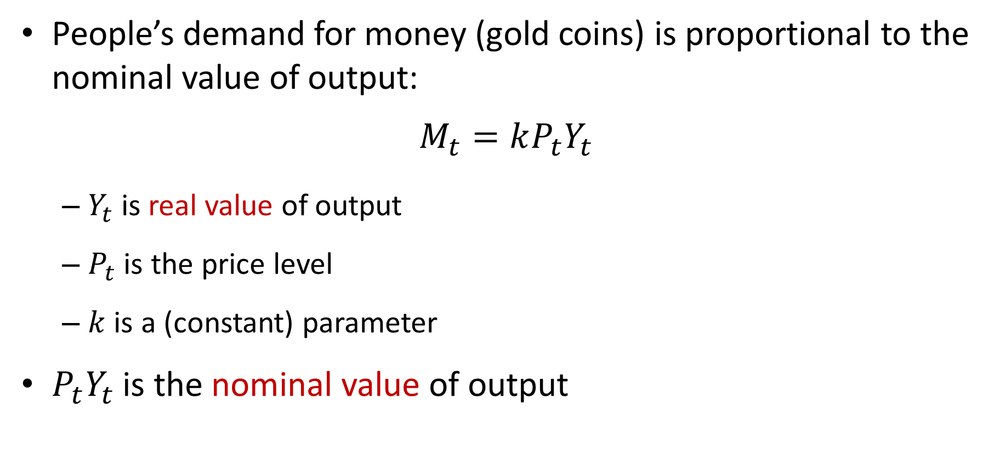 • People’s demand for money (gold coins) is proportional to the
nominal value of output:
$M_t = kP_tY_t$
– $Y_t$ is real value of output
– $P_t$ is the price level
– $k$ is a (constant) parameter
• $P_tY_t$ is the nominal value of output